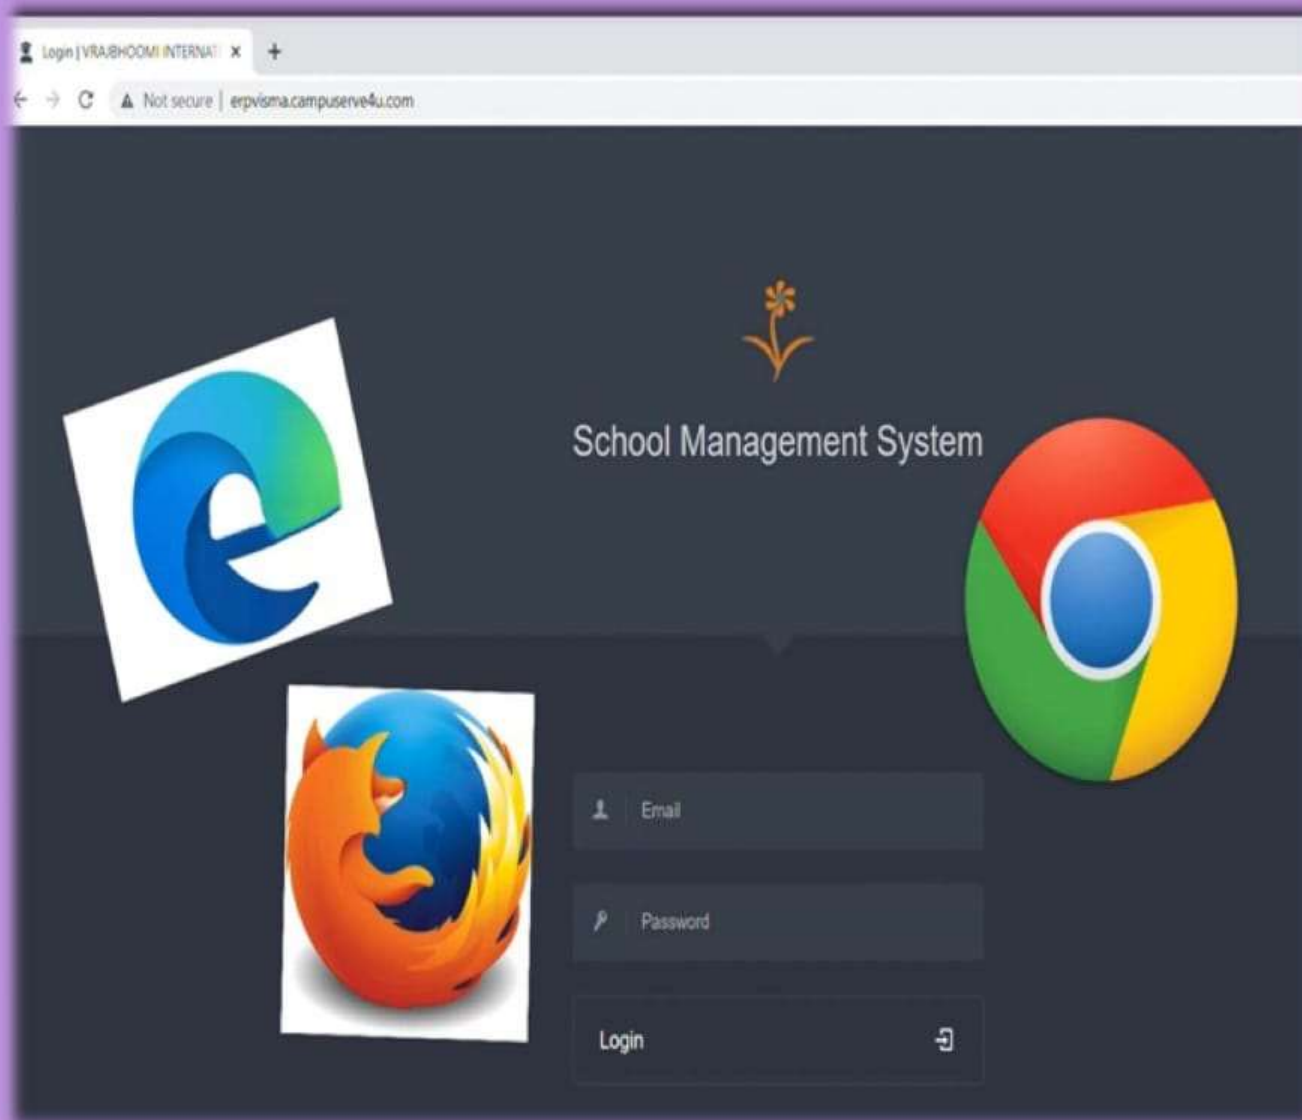 Login | VRAJBHOOMI INTERNAT
Not secure | erpvisma.campuserve4u.com
School Management System
Email
Password
Login